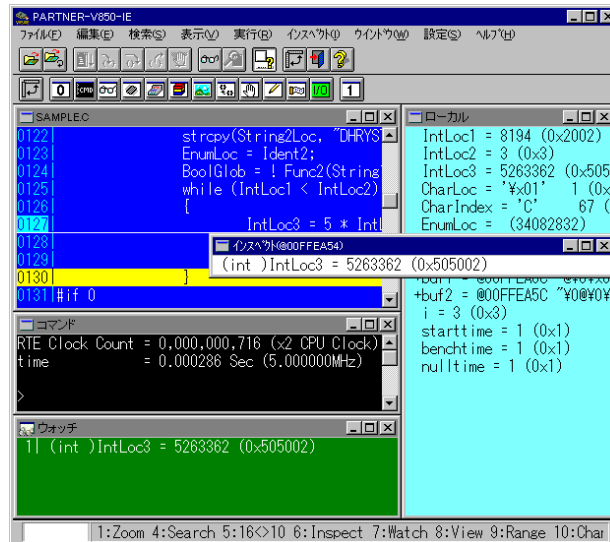 PARTNER-V850-IE
ファイル(F) 編集(E) 検索(S) 表示(V) 実行(R) インスペクト(I) ウインドウ(W) 設定(S) ヘルプ(H)
0 CMD I/O 1
SAMPLE.C
0122| strcpy(String2Loc, "DHRYS
0123| EnumLoc = Ident2;
0124| BoolGlob = ! Func2(String
0125| while (IntLoc1 < IntLoc2)
0126| {
0127| IntLoc3 = 5 * Int
0128|
0129|
0130| }
0131|#if 0
ローカル
IntLoc1 = 8194 (0x2002)
IntLoc2 = 3 (0x3)
IntLoc3 = 5263362 (0x505
CharLoc = '¥x01' 1 (0x
CharIndex = 'C' 67 (
EnumLoc = (34082832)
インスペクト(@00FFEA54)
(int )IntLoc3 = 5263362 (0x505002)
+buf2 = @00FFEA5C "¥0@¥0¥
i = 3 (0x3)
starttime = 1 (0x1)
benchtime = 1 (0x1)
nulltime = 1 (0x1)
コマンド
RTE Clock Count = 0,000,000,716 (x2 CPU Clock)
time = 0.000286 Sec (5.000000MHz)
>
ウォッチ
1| (int )IntLoc3 = 5263362 (0x505002)
1:Zoom 4:Search 5:16<>10 6:Inspect 7:Watch 8:View 9:Range 10:Char